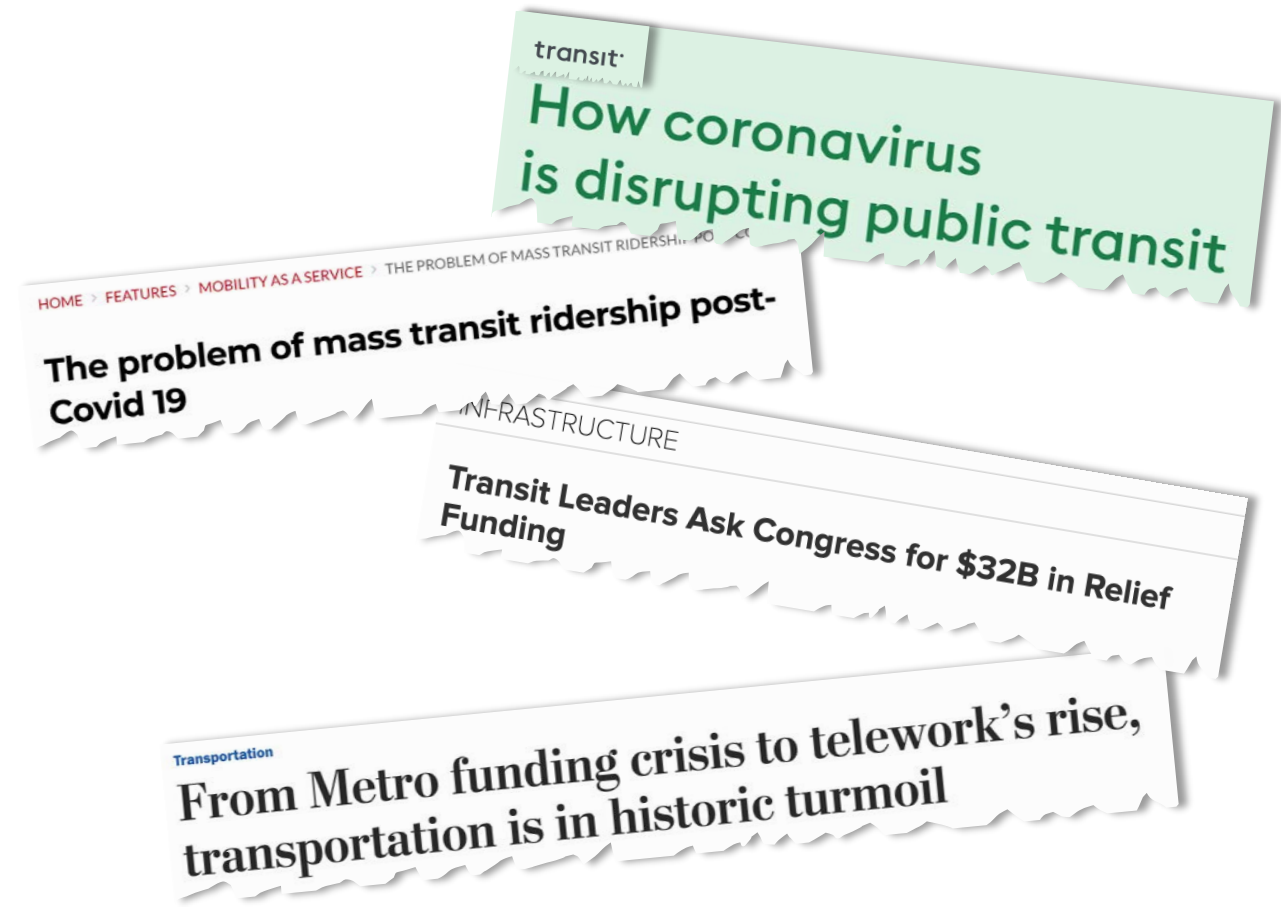 transit
How coronavirus
is disrupting public transit
HOME > FEATURES > MOBILITY AS A SERVICE > THE PROBLEM OF MASS TRANSIT RIDERSHIP
The problem of mass transit ridership post-
Covid 19
INFRASTRUCTURE
Transit Leaders Ask Congress for $32B in Relief
Funding
Transportation
From Metro funding crisis to telework’s rise,
transportation is in historic turmoil